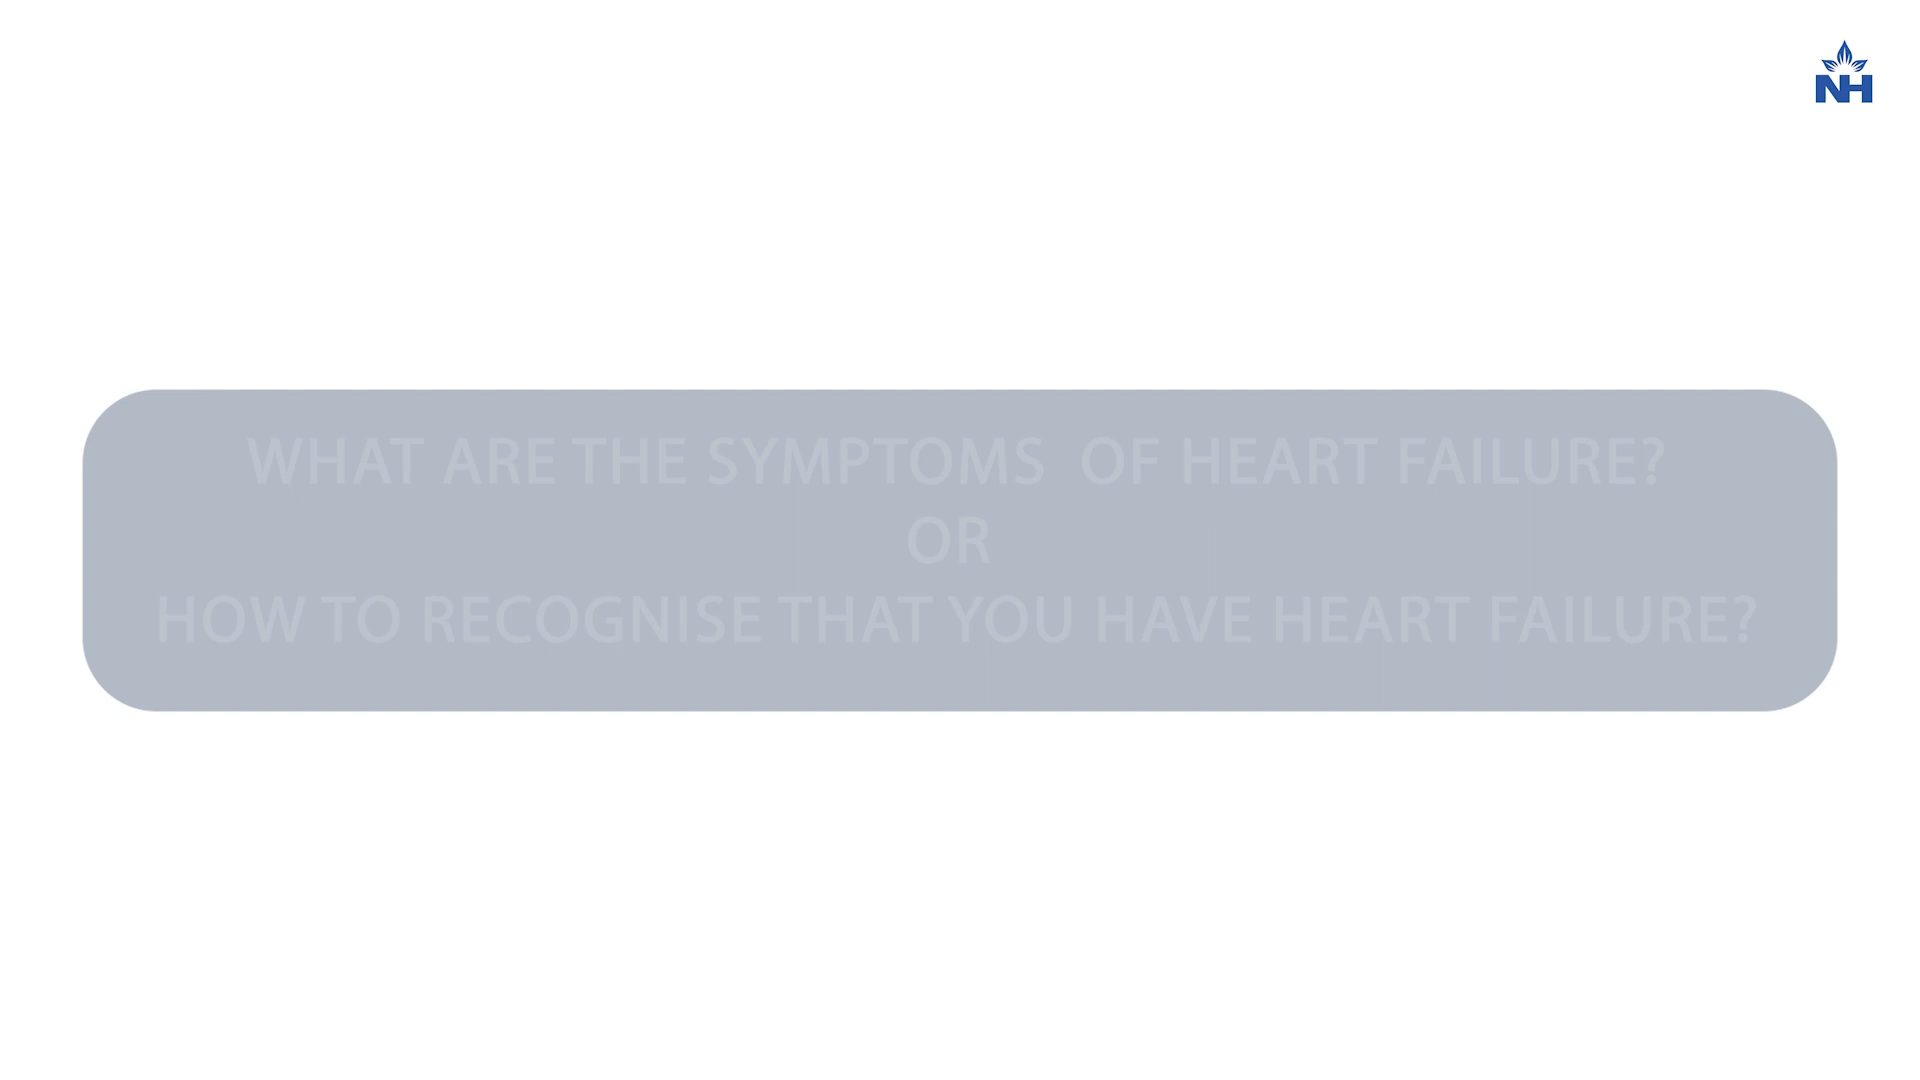 NH
WHAT ARE THE SYMPTOMS OF HEART FAILURE?
OR
HOW TO RECOGNISE THAT YOU HAVE HEART FAILURE?